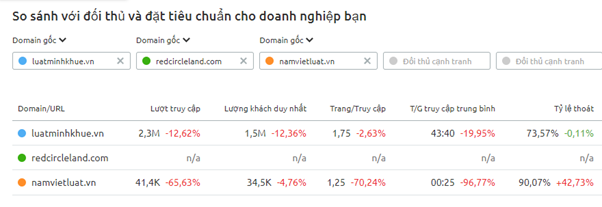 So sánh với đối thủ và đặt tiêu chuẩn cho doanh nghiệp bạn
Domain gốc Domain gốc Domain gốc
luatminhkhue.vn redcircleland.com namvietluat.vn Đối thủ cạnh tranh Đối thủ cạnh tranh
Domain/URL Lượt truy cập Lượng khách duy nhất Trang/Truy cập T/G truy cập trung bình Tỷ lệ thoát
luatminhkhue.vn 2,3M -12,62% 1,5M -12,36% 1,75 -2,63% 43:40 -19,95% 73,57% -0,11%
redcircleland.com n/a n/a n/a n/a n/a
namvietluat.vn 41,4K -65,63% 34,5K -4,76% 1,25 -70,24% 00:25 -96,77% 90,07% +42,73%